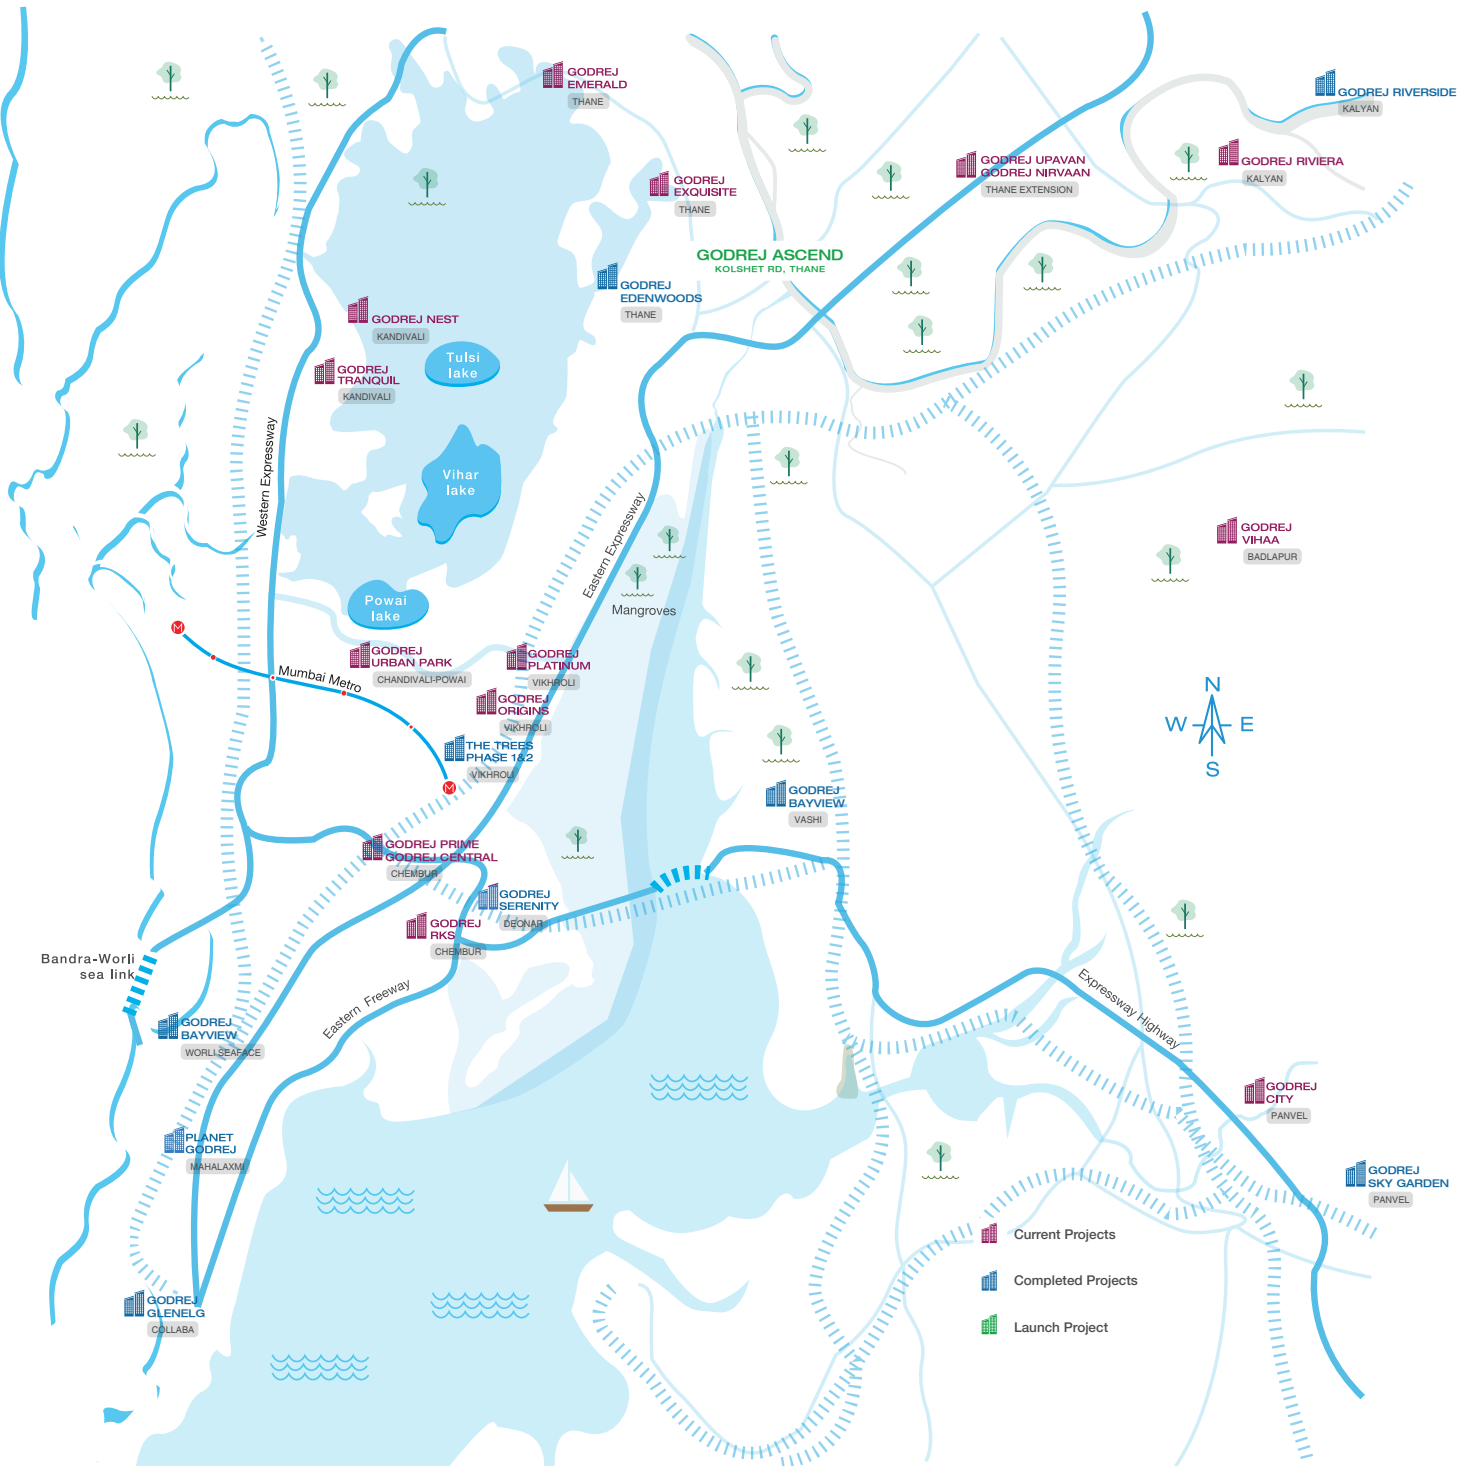 GODREJ
EMERALD
THANE
GODREJ RIVERSIDE
KALYAN
GODREJ UPAVAN
GODREJ NIRVAAN
THANE EXTENSION
GODREJ RIVIERA
KALYAN
GODREJ
EXQUISITE
THANE
GODREJ ASCEND
KOLSHET RD, THANE
GODREJ
EDENWOODS
THANE
GODREJ NEST
KANDIVALI
Tulsi
lake
GODREJ
TRANQUIL
KANDIVALI
Western Expressway
Vihar
lake
Eastern Expressway
GODREJ
VIHAA
BADLAPUR
Powai
lake
Mangroves
GODREJ
URBAN PARK
CHANDIVALI-POWAI
GODREJ
PLATINUM
VIKHROLI
M
Mumbai Metro
GODREJ
ORIGINS
VIKHROLI
N
W
E
S
THE TREES
PHASE 1&2
VIKHROLI
M
GODREJ
BAYVIEW
VASHI
GODREJ PRIME
GODREJ CENTRAL
CHEMBUR
GODREJ
SERENITY
DEONAR
GODREJ
RKS
CHEMBUR
Bandra-Worli
sea link
Eastern Freeway
Expressway Highway
GODREJ
BAYVIEW
WORLI SEAFACE
GODREJ
CITY
PANVEL
PLANET
GODREJ
MAHALAXMI
GODREJ
SKY GARDEN
PANVEL
Current Projects
Completed Projects
Launch Project
GODREJ
GLENELG
COLLABA